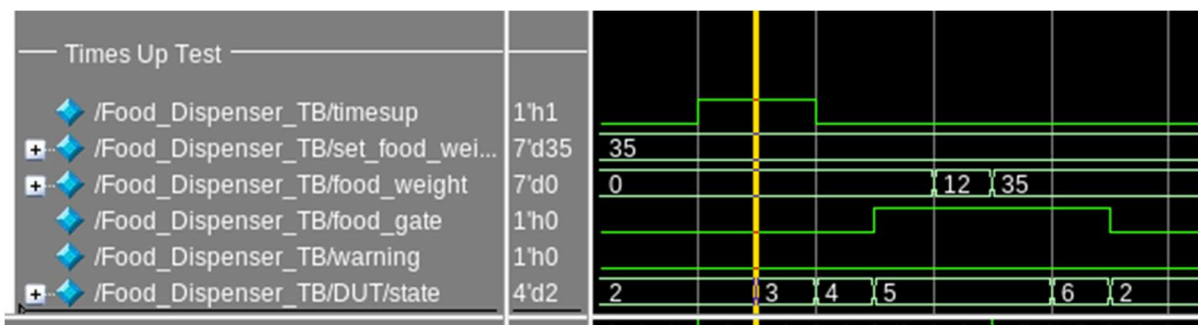 Times Up Test
/Food_Dispenser_TB/timesup 1'h1
/Food_Dispenser_TB/set_food_wei... 7'd35 35
/Food_Dispenser_TB/food_weight 7'd0 0 12 35
/Food_Dispenser_TB/food_gate 1'h0
/Food_Dispenser_TB/warning 1'h0
/Food_Dispenser_TB/DUT/state 4'd2 2 3 4 5 6 2